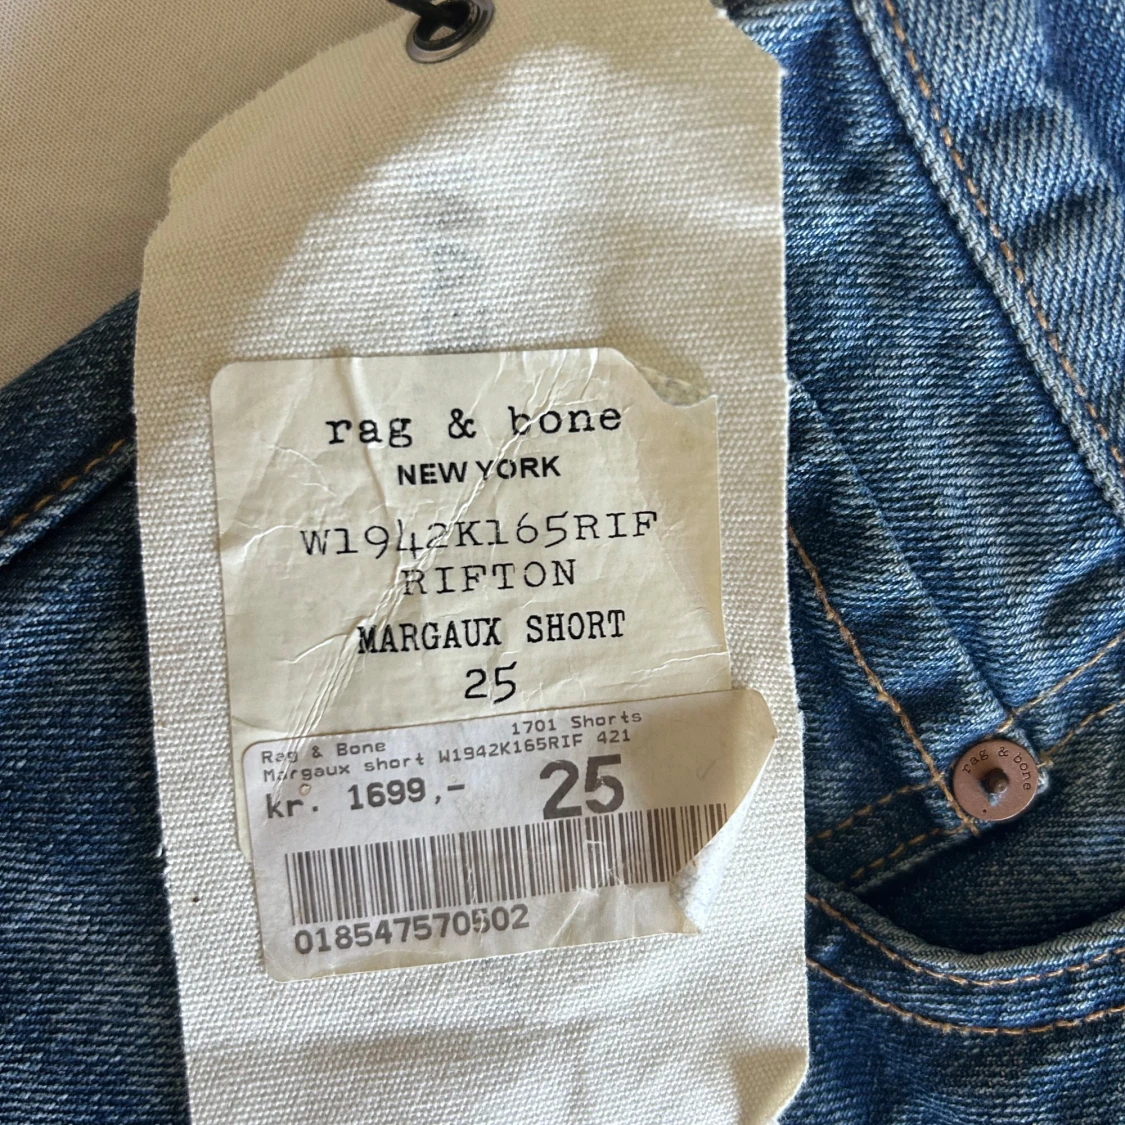 rag & bone
NEW YORK
W1942K165RIF
RIFTON
MARGAUX SHORT
25
1701 Shorts
Rag & Bone
Margaux short W1942K165RIF 421
kr. 1699,- 25
018547570502
rag & bone